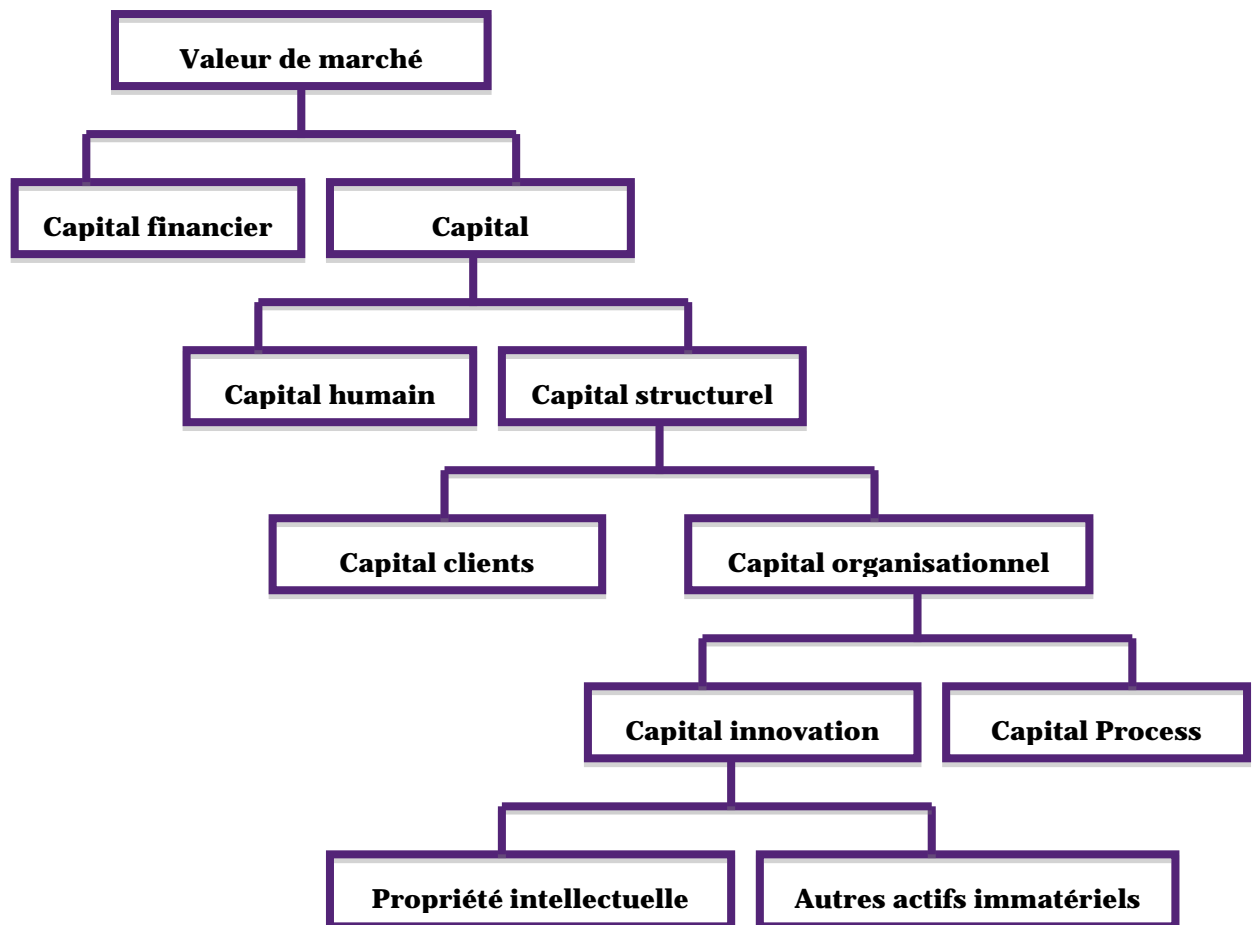 Valeur de marché
Capital financier
Capital
Capital humain
Capital structurel
Capital clients
Capital organisationnel
Capital innovation
Capital Process
Propriété intellectuelle
Autres actifs immatériels